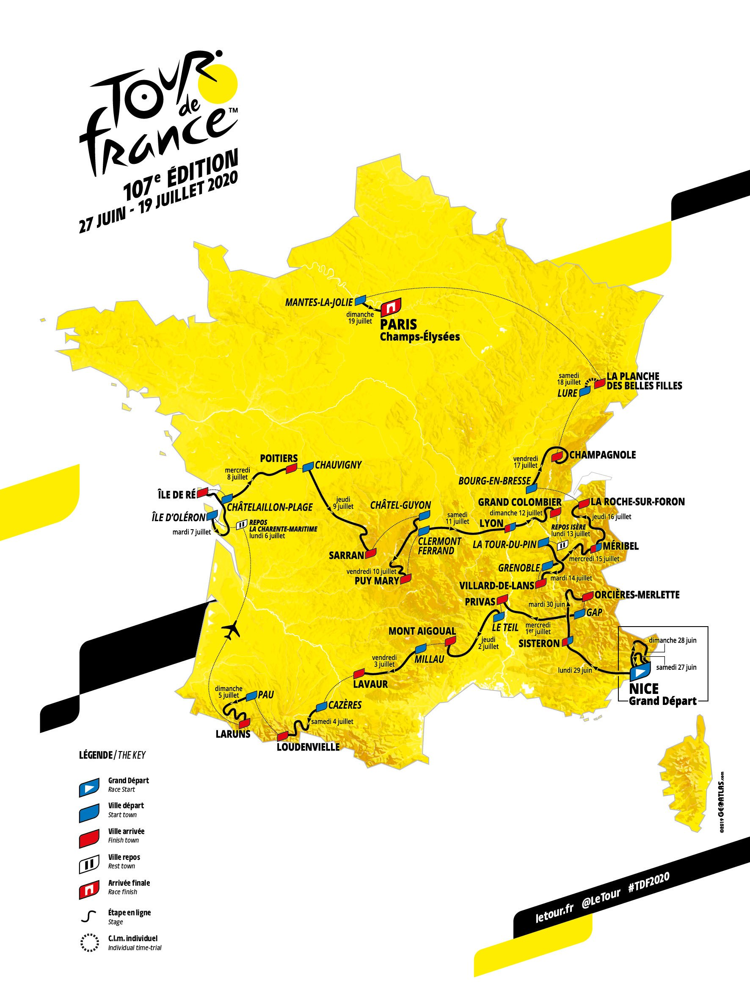 TOUR
de
france™
107e ÉDITION
27 JUIN - 19 JUILLET 2020
MANTES-LA-JOLIE
dimanche
19 juillet
PARIS
Champs-Élysées
samedi
18 juillet
LURE
LA PLANCHE
DES BELLES FILLES
CHAMPAGNOLE
vendredi
17 juillet
BOURG-EN-BRESSE
POITIERS
CHAUVIGNY
mercredi
8 juillet
ÎLE DE RÉ
CHÂTELAILLON-PLAGE
ÎLE D'OLÉRON
mardi 7 juillet
REPOS
LA CHARENTE-MARITIME
lundi 6 juillet
jeudi
9 juillet
CHÂTEL-GUYON
SARRAN
CLERMONT
FERRAND
vendredi 10 juillet
PUY MARY
samedi
11 juillet
LYON
GRAND COLOMBIER
dimanche 12 juillet
LA ROCHE-SUR-FORON
jeudi 16 juillet
REPOS ISÈRE
lundi 13 juillet
LA TOUR-DU-PIN
MÉRIBEL
mercredi 15 juillet
GRENOBLE
mardi 14 juillet
VILLARD-DE-LANS
ORCIÈRES-MERLETTE
PRIVAS
mardi 30 juin
GAP
LE TEIL
mercredi
1er juillet
MONT AIGOUAL
jeudi
2 juillet
SISTERON
MILLAU
vendredi
3 juillet
LAVAUR
lundi 29 juin
dimanche 28 juin
samedi 27 juin
NICE
Grand Départ
dimanche
5 juillet
PAU
CAZÈRES
samedi 4 juillet
LARUNS
LOUDENVIELLE
LÉGENDE / THE KEY
Grand Départ
Race Start
Ville départ
Start town
Ville arrivée
Finish town
Ville repos
Rest town
Arrivée finale
Race finish
Étape en ligne
Stage
C.l.m. individuel
Individual time-trial
©2019 GEOATLAS.com
letour.fr @LeTour #TDF2020